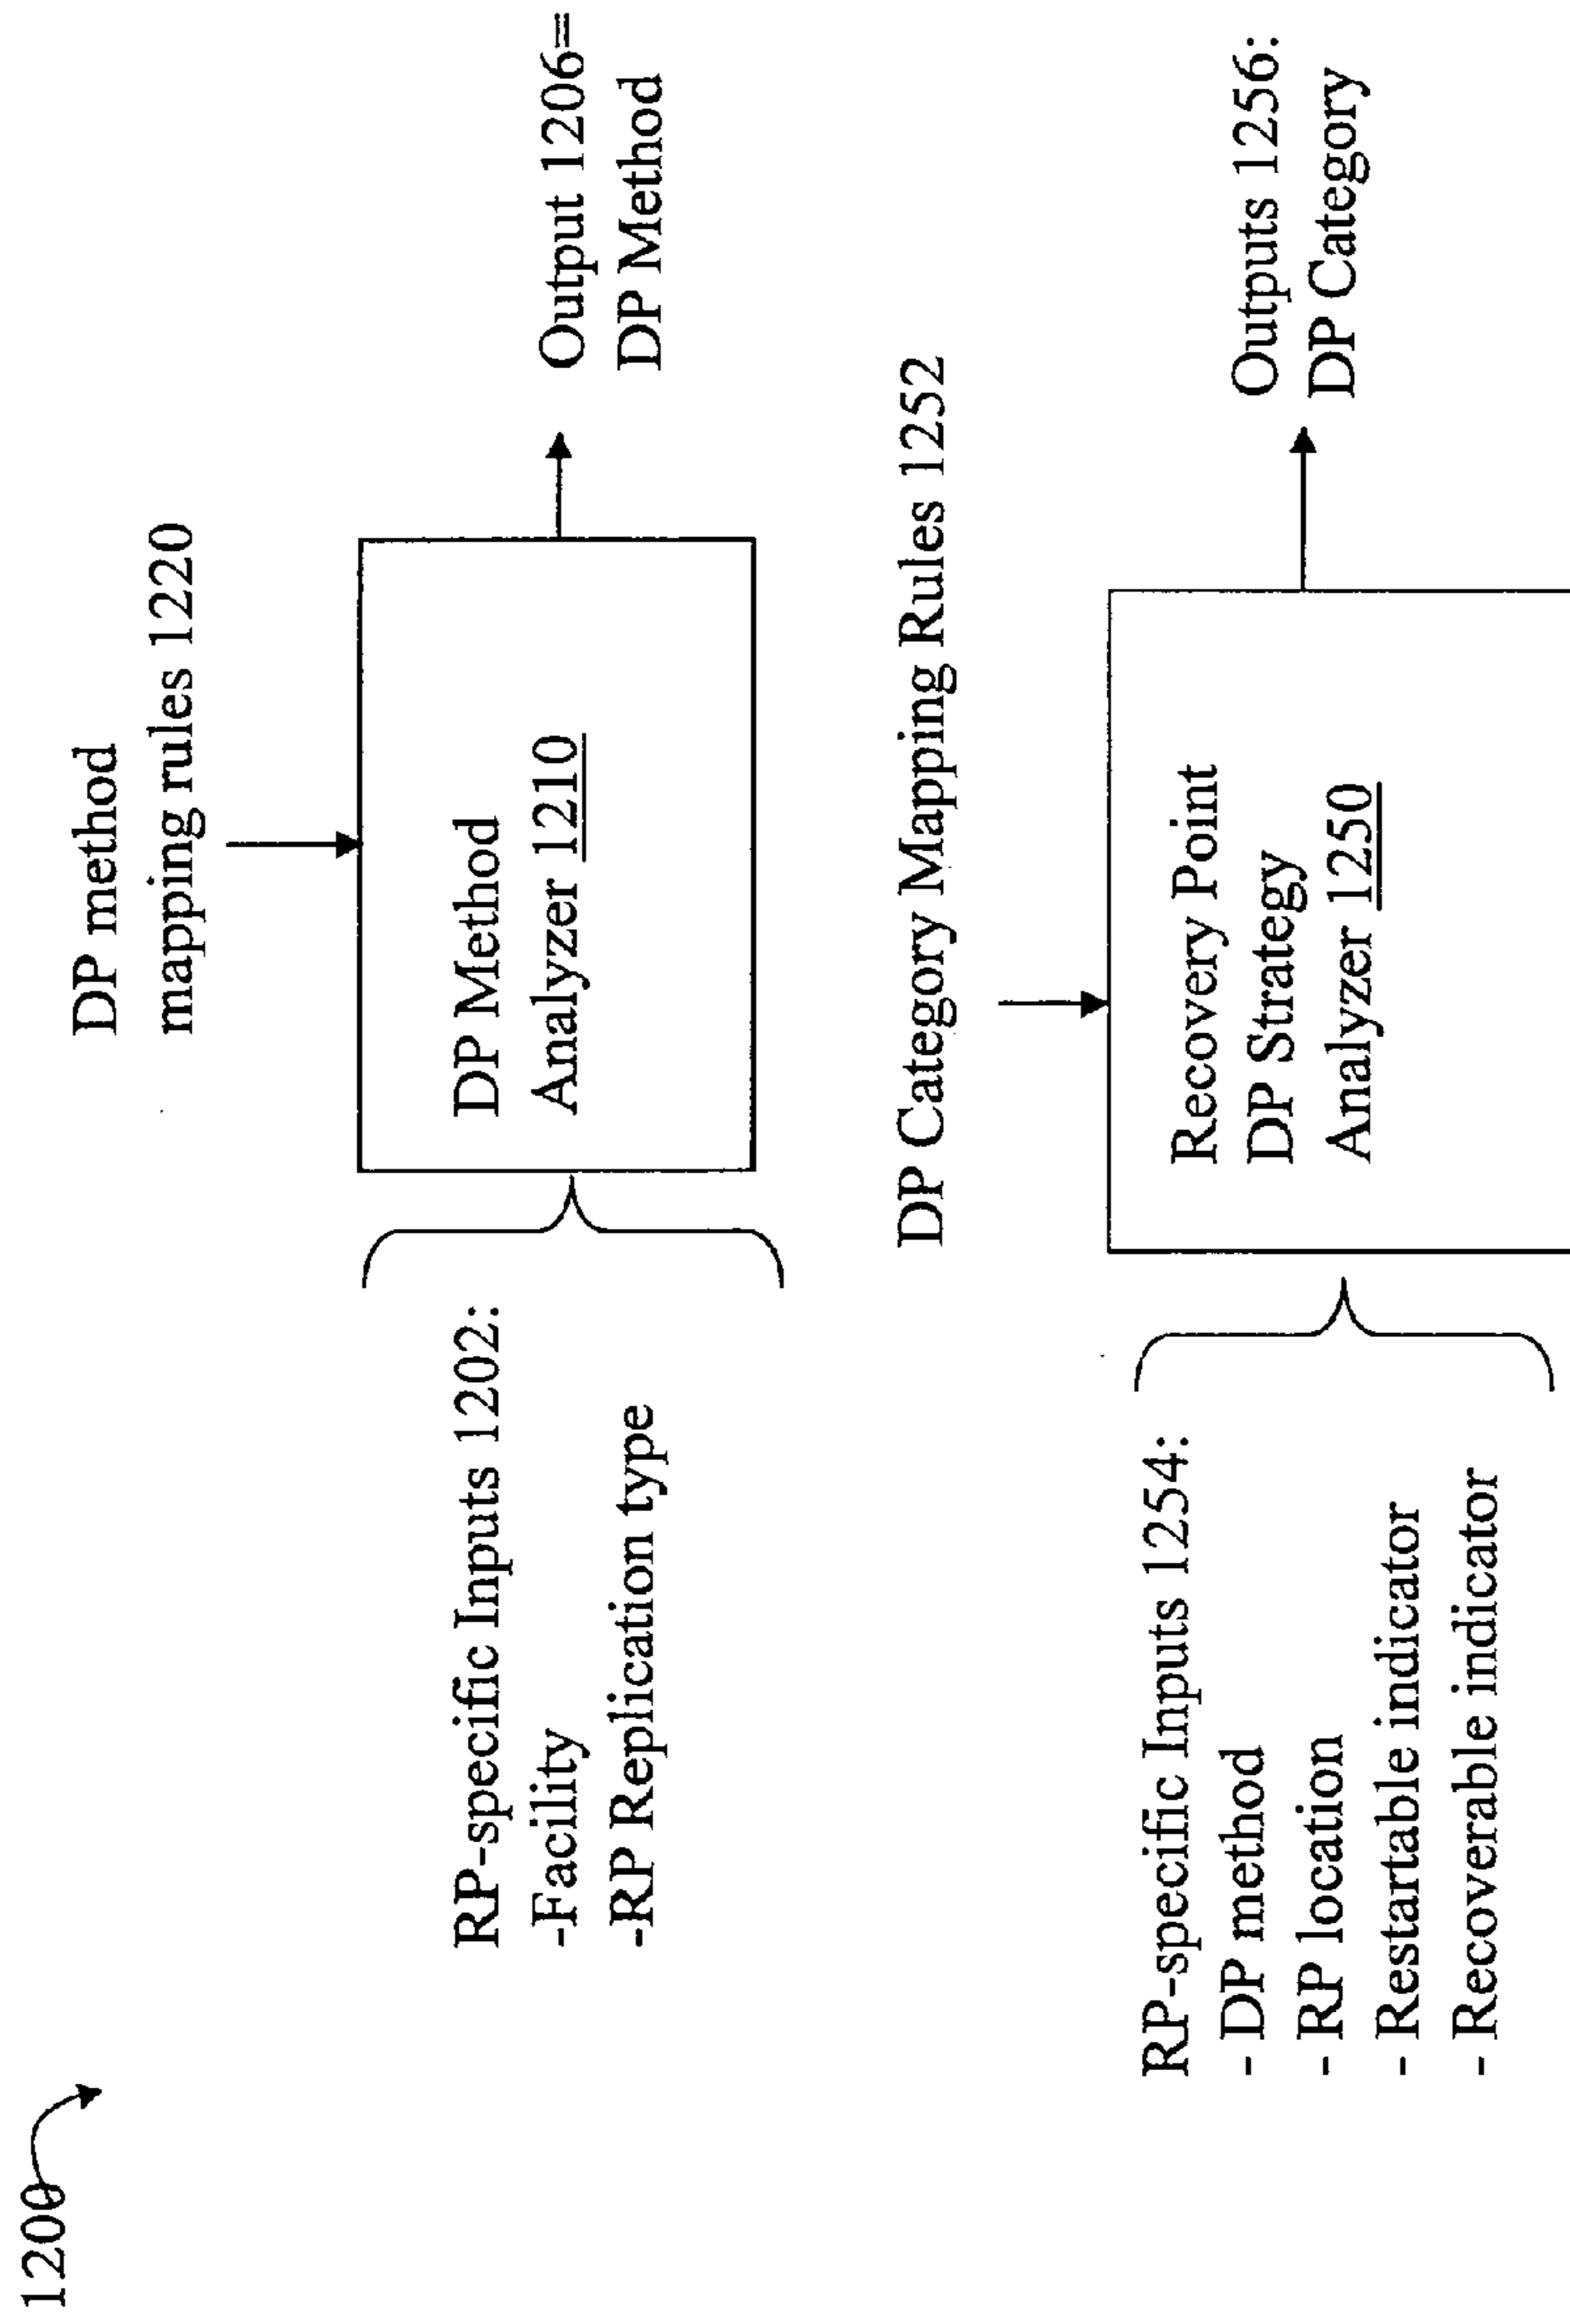 1200
DP method
mapping rules 1220
RP-specific Inputs 1202:
-Facility
-RP Replication type
DP Method
Analyzer 1210
Output 1206=
DP Method
DP Category Mapping Rules 1252
RP-specific Inputs 1254:
- DP method
- RP location
- Restartable indicator
- Recoverable indicator
Recovery Point
DP Strategy
Analyzer 1250
Outputs 1256:
DP Category